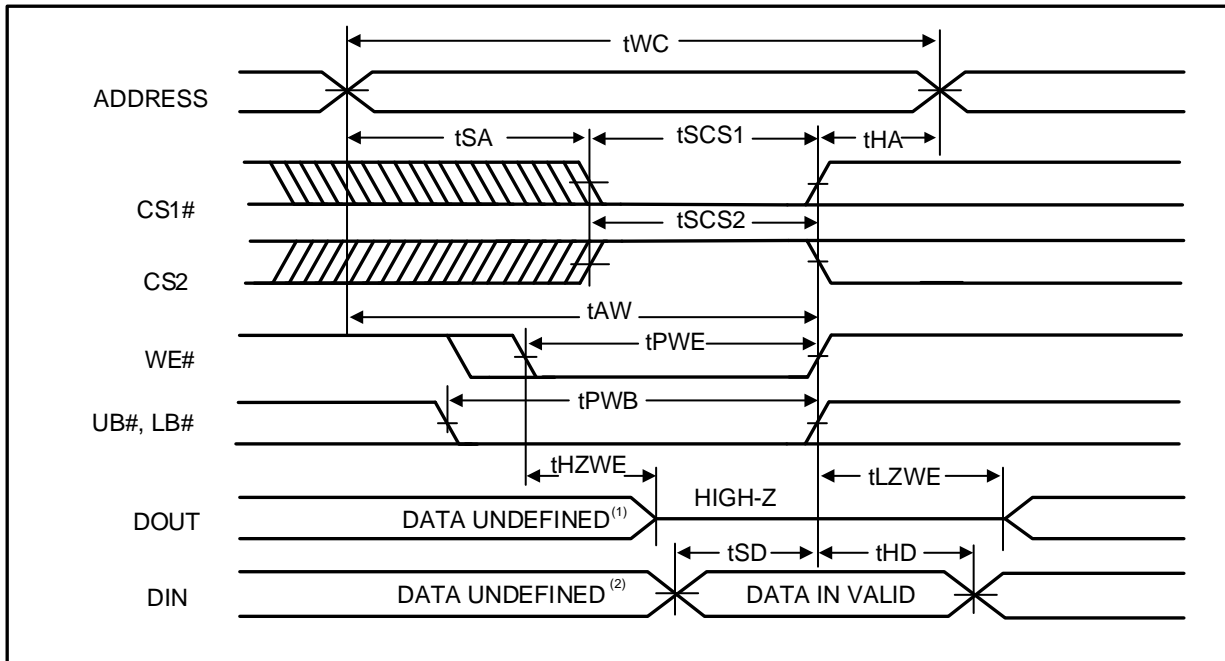 tWC
ADDRESS
tSA
tSCS1
tHA
CS1#
tSCS2
CS2
tAW
WE#
tPWE
tPWB
UB#, LB#
tHZWE
tLZWE
HIGH-Z
DOUT
DATA UNDEFINED(1)
tSD
tHD
DIN
DATA UNDEFINED(2)
DATA IN VALID